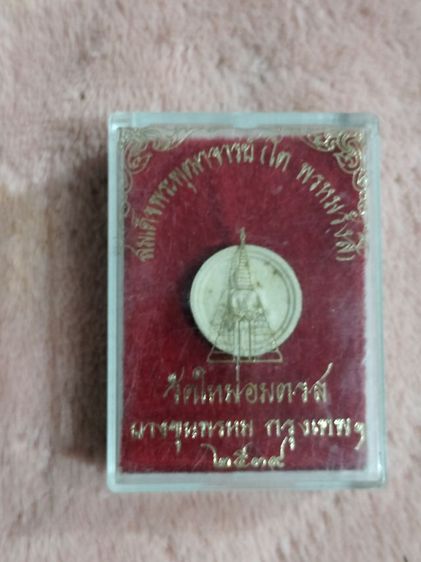 สมเด็จพระพุฒาจารย์ (โต พรหมรังสี)
วัดใหม่อมตรส
บางขุนพรหม กรุงเทพฯ
๒๕๓๙